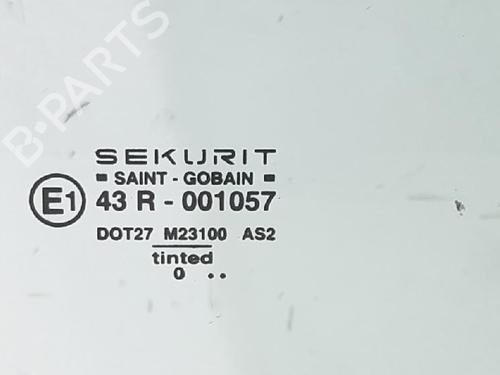 B-PARTS
SEKURIT
SAINT - GOBAIN
E1 43 R - 001057
DOT27 M23100 AS2
tinted
0 ..